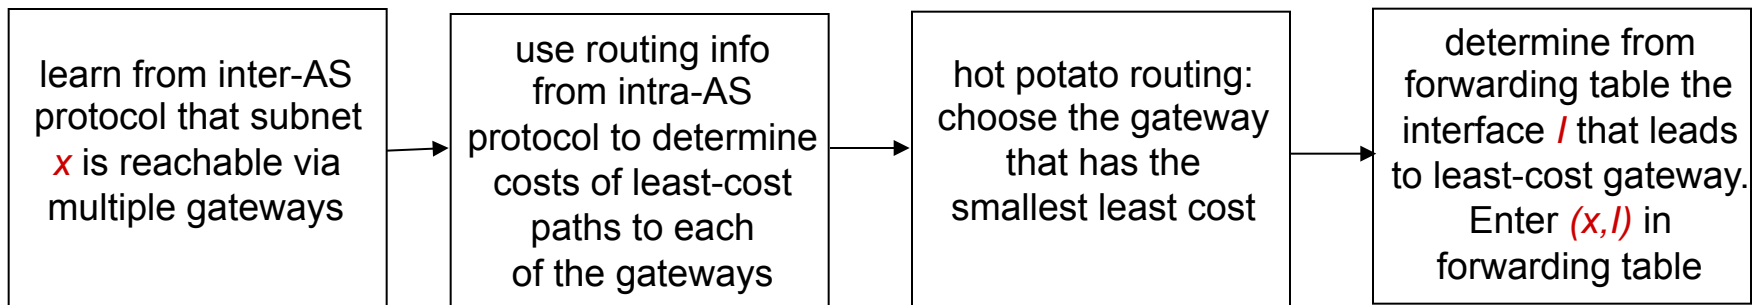 learn from inter-AS
protocol that subnet
x is reachable via
multiple gateways
use routing info
from intra-AS
protocol to determine
costs of least-cost
paths to each
of the gateways
hot potato routing:
choose the gateway
that has the
smallest least cost
determine from
forwarding table the
interface I that leads
to least-cost gateway.
Enter (x,I) in
forwarding table